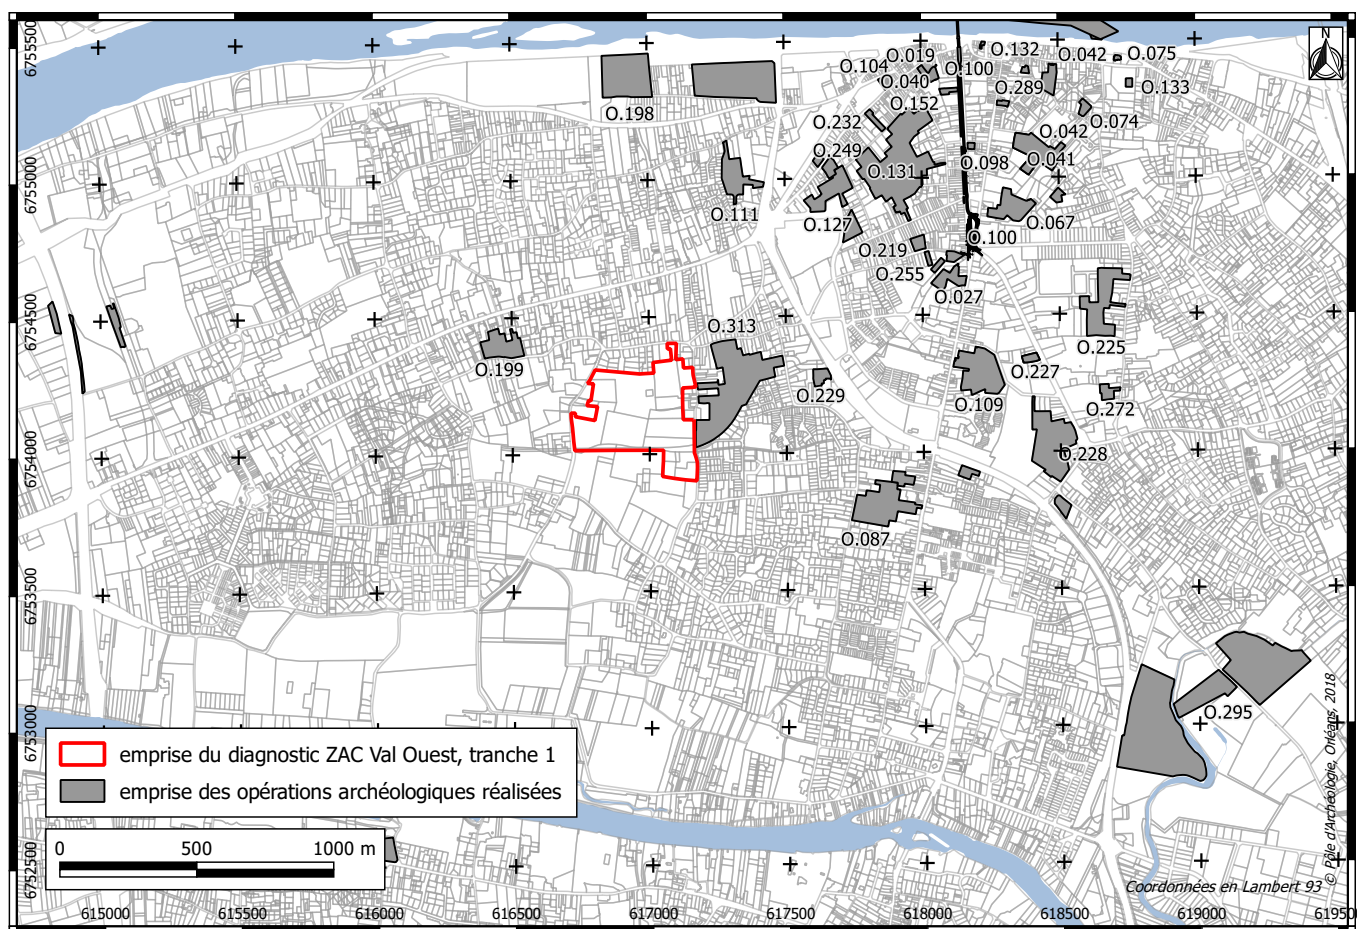 N
O.019
O.132
O.042
O.075
O.104
O.100
O.040
O.289
O.133
O.152
O.198
O.232
O.074
O.042
O.249
O.098
O.041
O.131
O.111
O.127
O.067
O.219
O.100
O.255
O.027
O.313
O.225
O.199
O.227
O.229
O.109
O.272
O.228
O.087
O.295
6755500
6755000
6754500
6754000
6753500
6753000
6752500
emprise du diagnostic ZAC Val Ouest, tranche 1
emprise des opérations archéologiques réalisées
0 500 1000 m
Coordonnées en Lambert 93
© Pôle d'Archéologie, Orléans, 2018
615000 615500 616000 616500 617000 617500 618000 618500 619000 61950